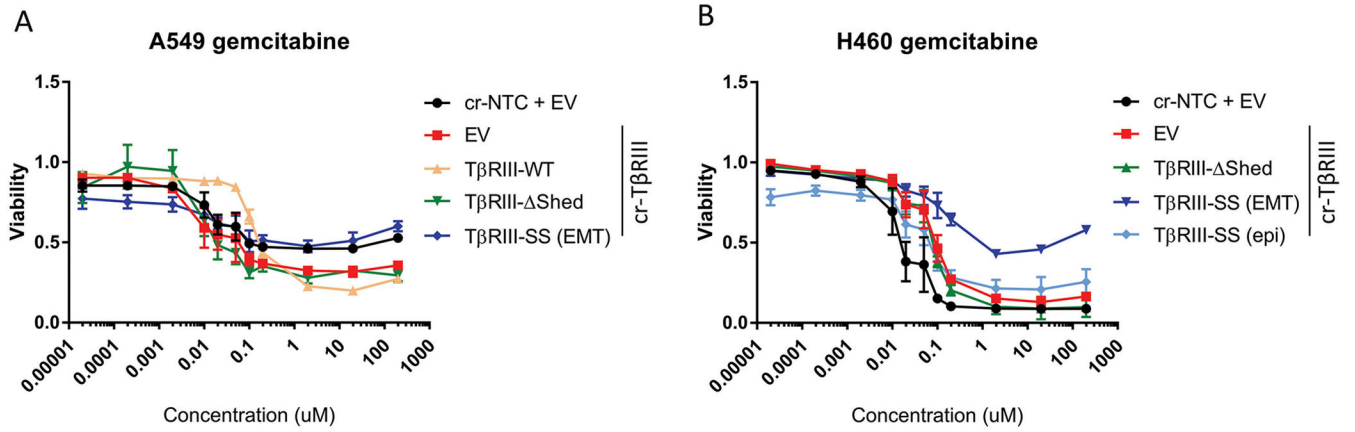 A
A549 gemcitabine
Viability
1.5
1.0
0.5
0.0
0.00001
0.0001
0.001
0.01
0.1
1
10
100
1000
Concentration (uM)
cr-NTC + EV
EV
TβRIII-WT
TβRIII-ΔShed
TβRIII-SS (EMT)
cr-TβRIII
B
H460 gemcitabine
Viability
1.5
1.0
0.5
0.0
0.00001
0.0001
0.001
0.01
0.1
1
10
100
1000
Concentration (uM)
cr-NTC + EV
EV
TβRIII-ΔShed
TβRIII-SS (EMT)
TβRIII-SS (epi)
cr-TβRIII